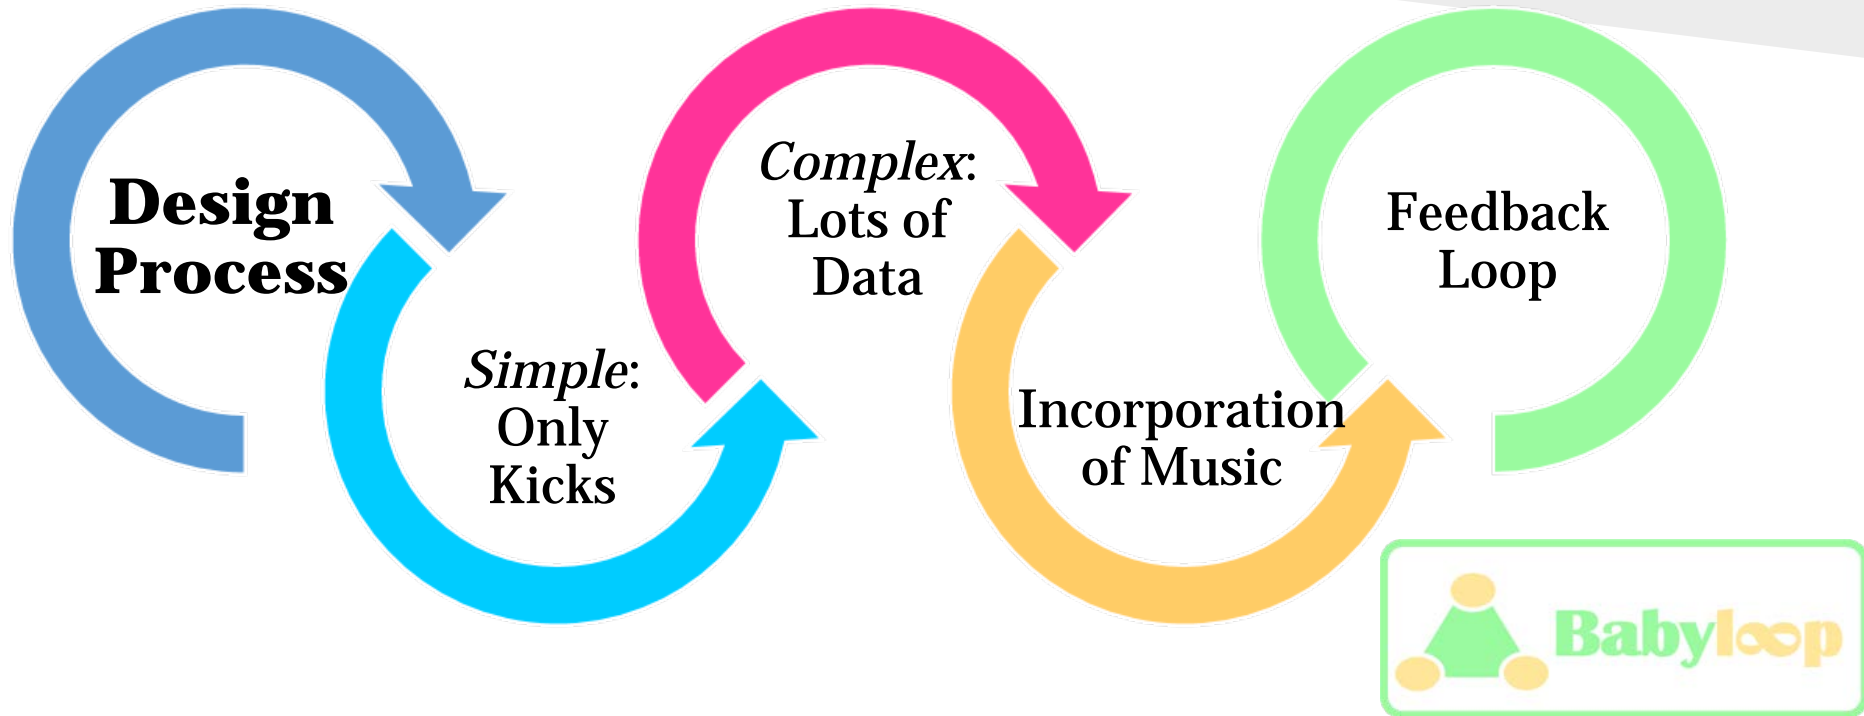 Design
Process
Simple:
Only
Kicks
Complex:
Lots of
Data
Incorporation
of Music
Feedback
Loop
Babyloop